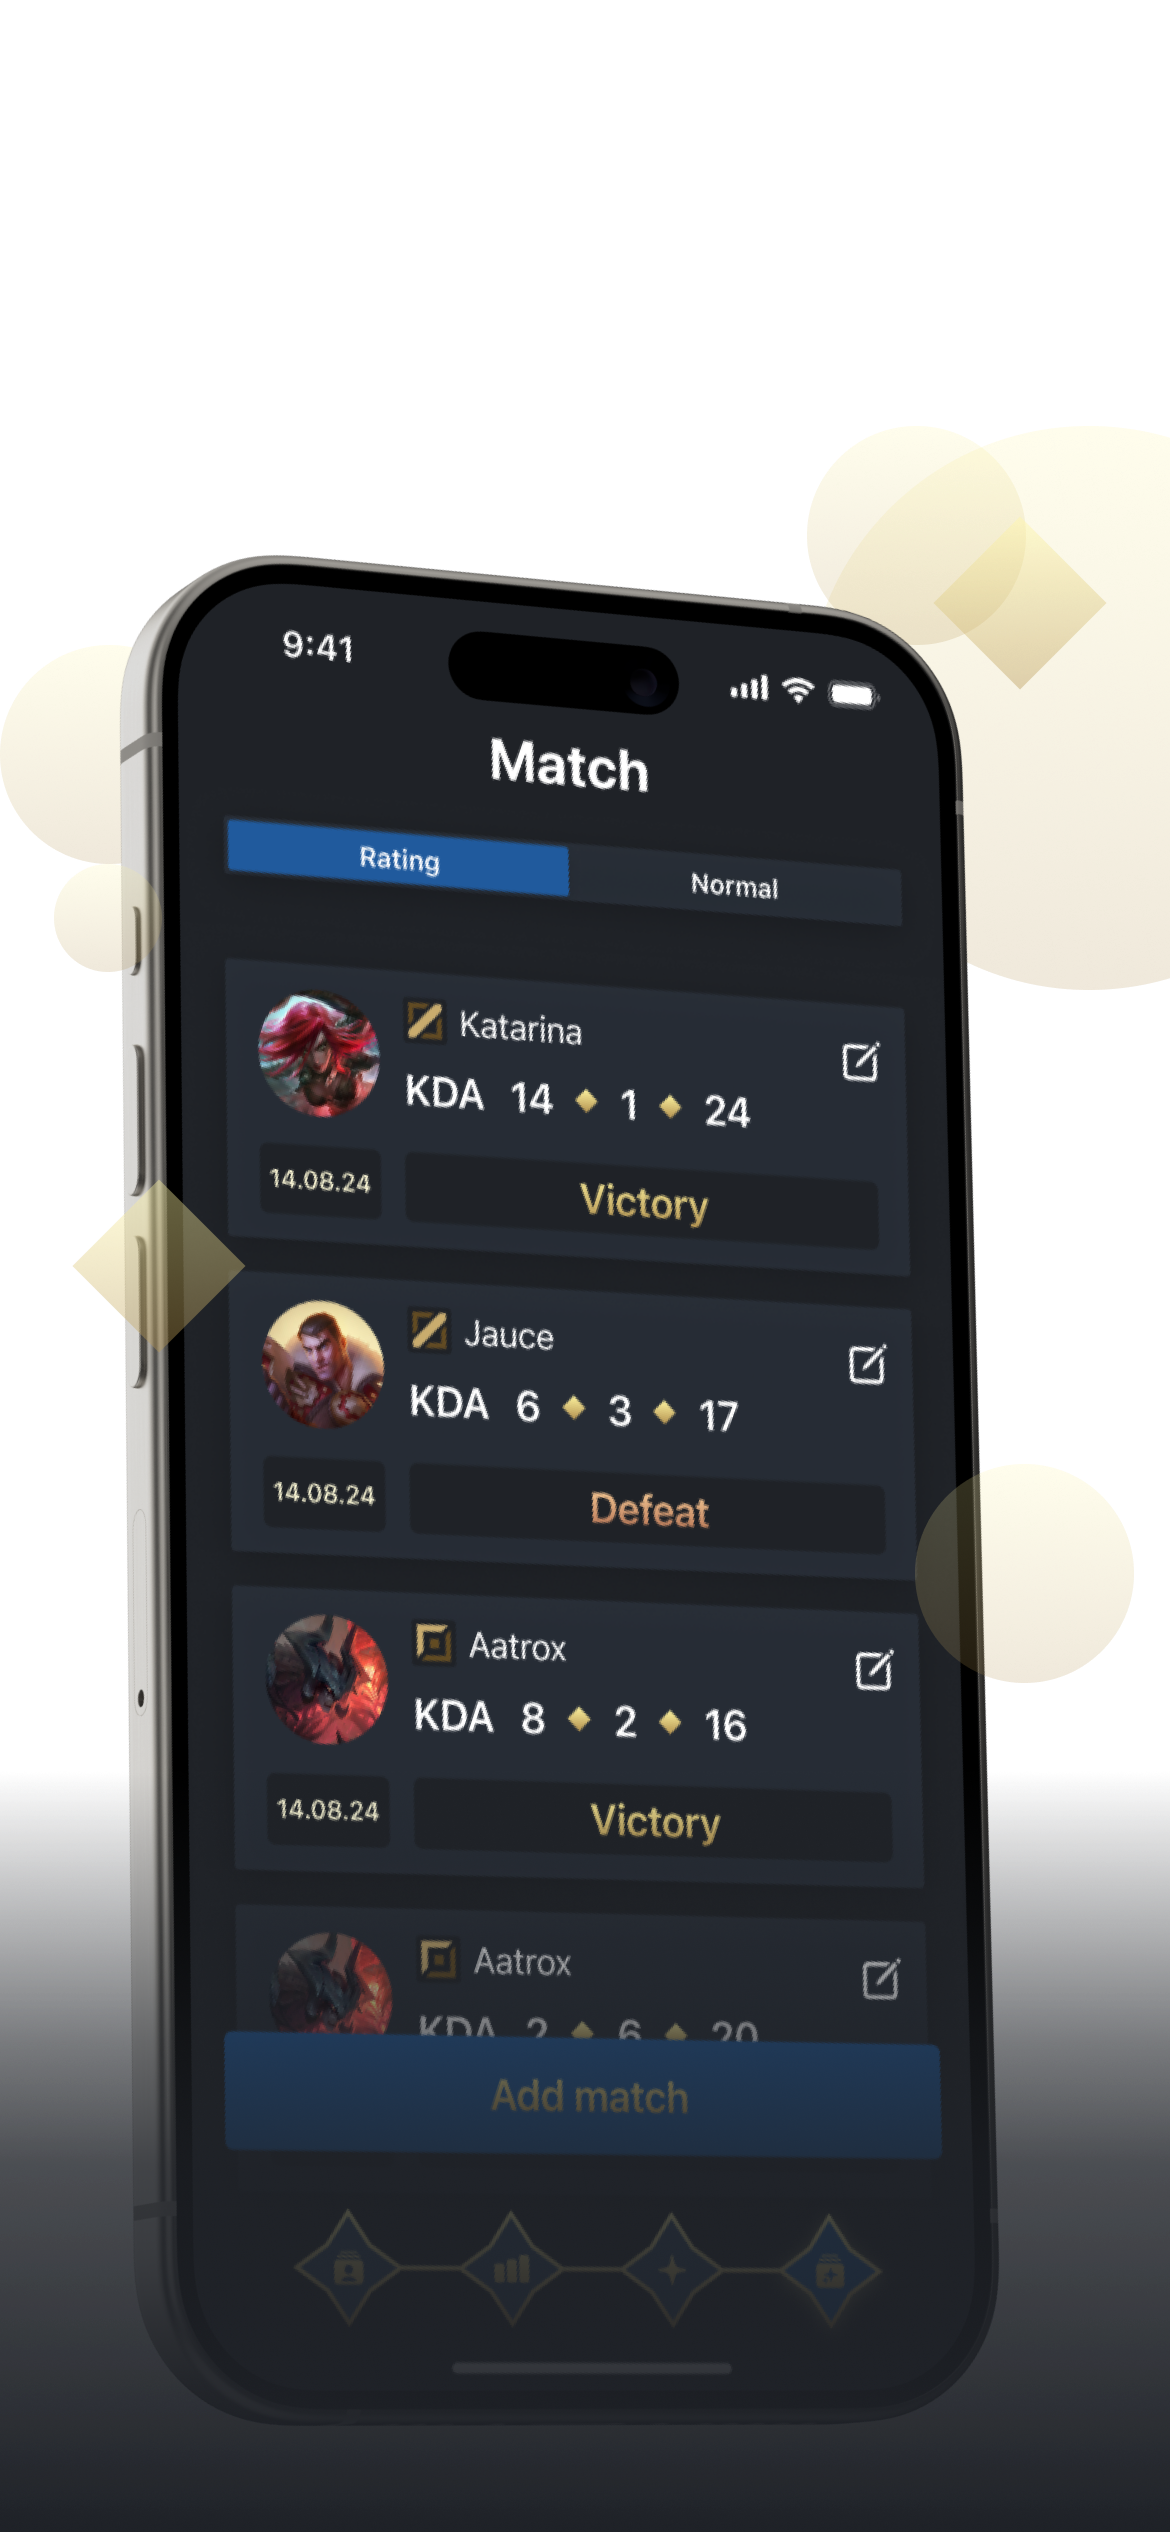 9:41
Match
Rating Normal
Katarina
KDA 14 1 24
14.08.24 Victory
Jauce
KDA 6 3 17
14.08.24 Defeat
Aatrox
KDA 8 2 16
14.08.24 Victory
Aatrox
KDA 2 6 20
Add match